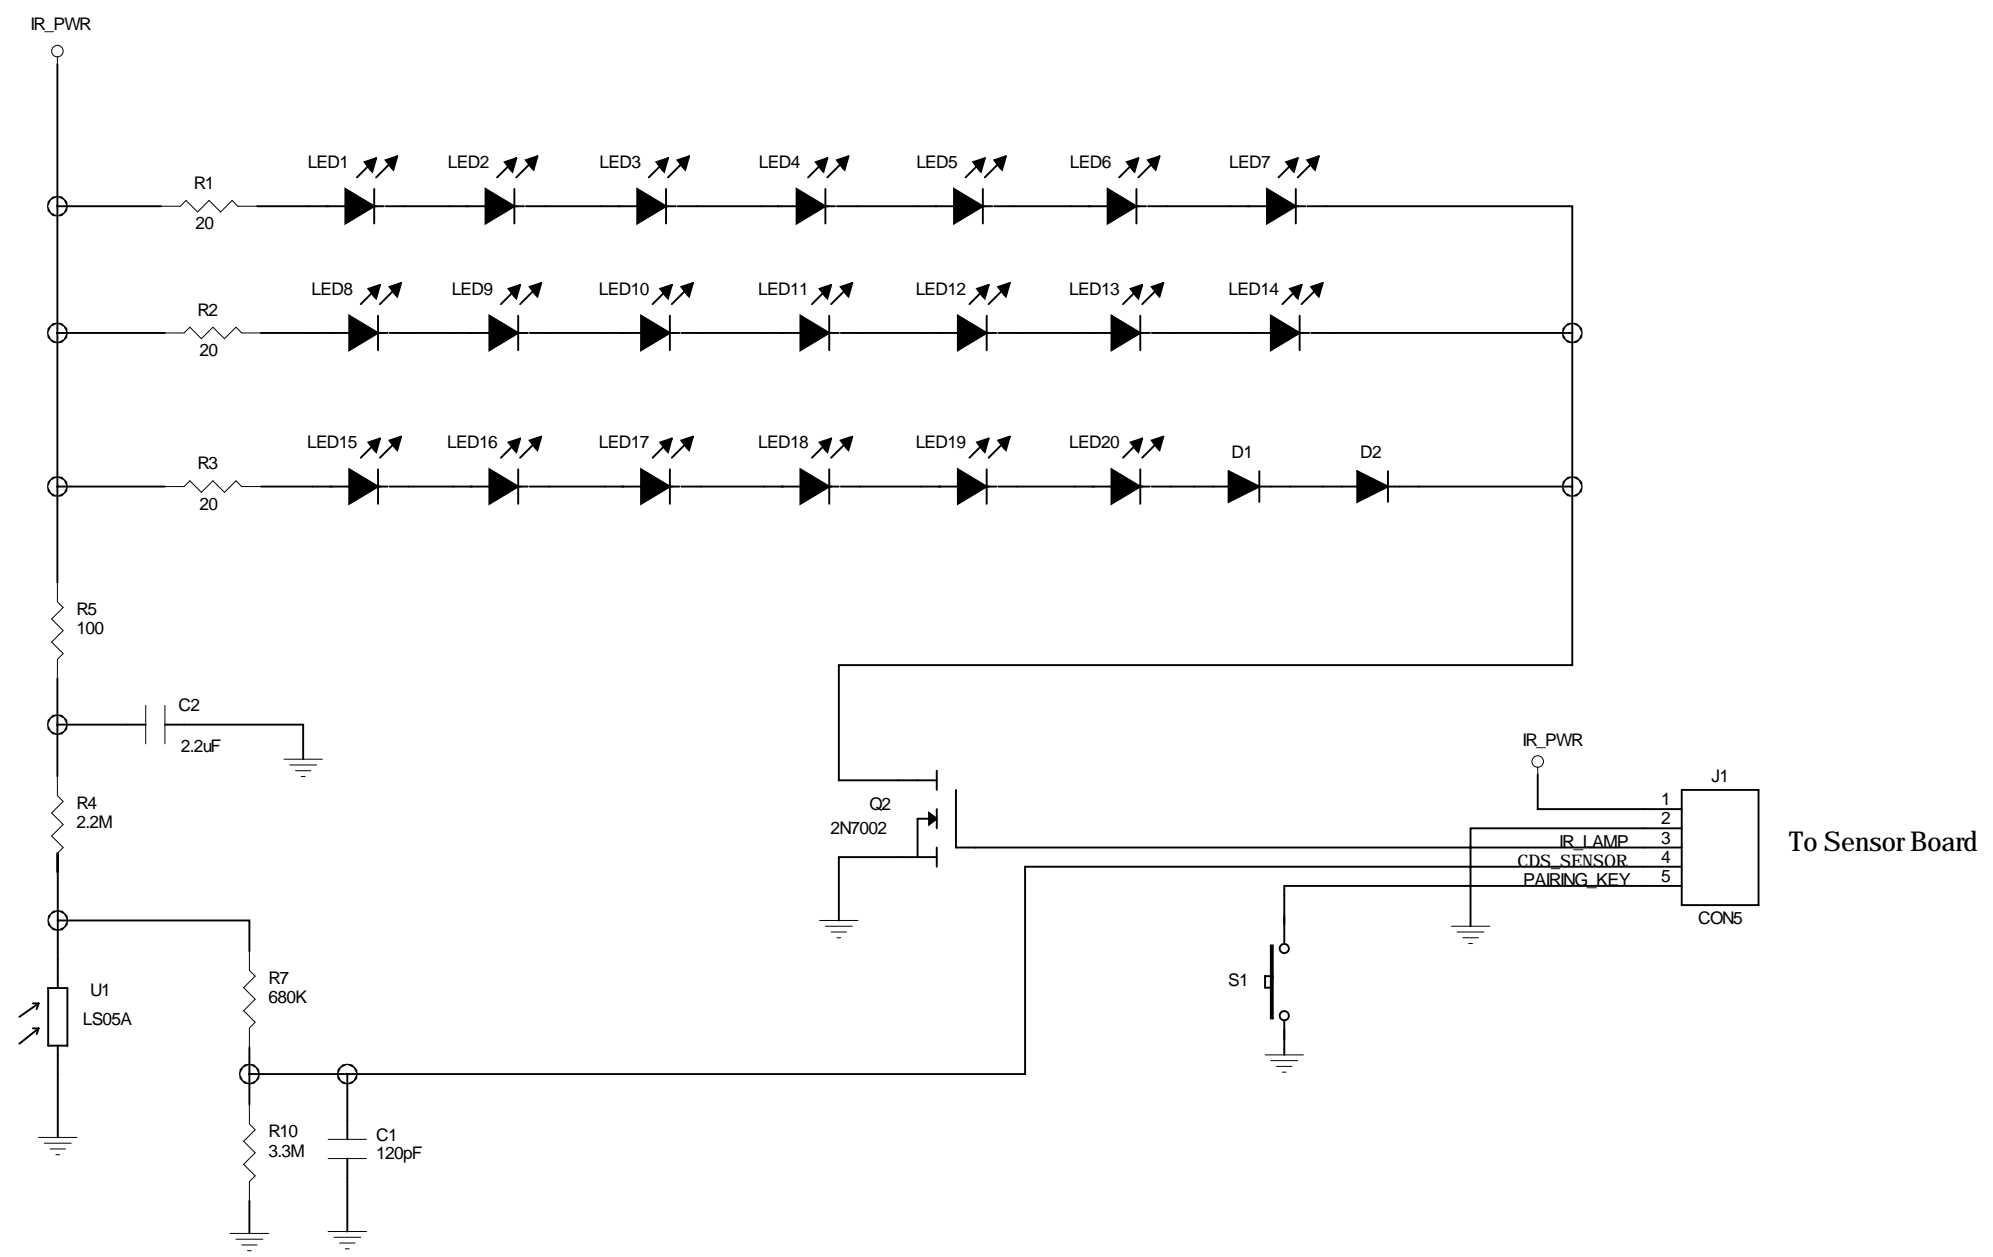 IR_PWR
LED1 LED2 LED3 LED4 LED5 LED6 LED7
R1
20
LED8 LED9 LED10 LED11 LED12 LED13 LED14
R2
20
LED15 LED16 LED17 LED18 LED19 LED20 D1 D2
R3
20
R5
100
C2
2.2uF
R4
2.2M
Q2
2N7002
IR_PWR
J1
1
2
IR_LAMP 3
CDS_SENSOR 4
PAIRING_KEY 5
CON5
To Sensor Board
S1
U1
LS05A
R7
680K
R10
3.3M
C1
120pF